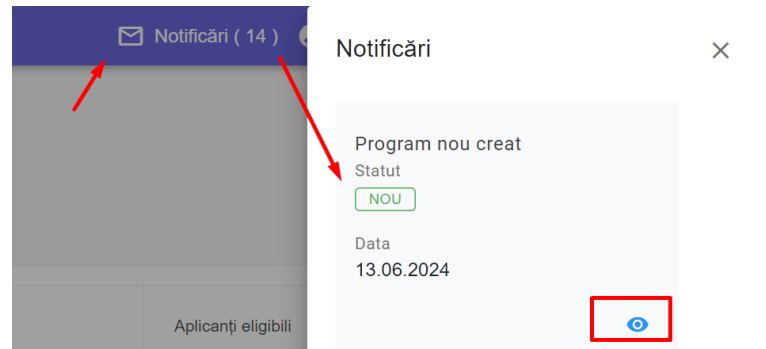 Notificări ( 14 )
Notificări
Program nou creat
Statut
NOU
Data
13.06.2024
Aplicanți eligibili